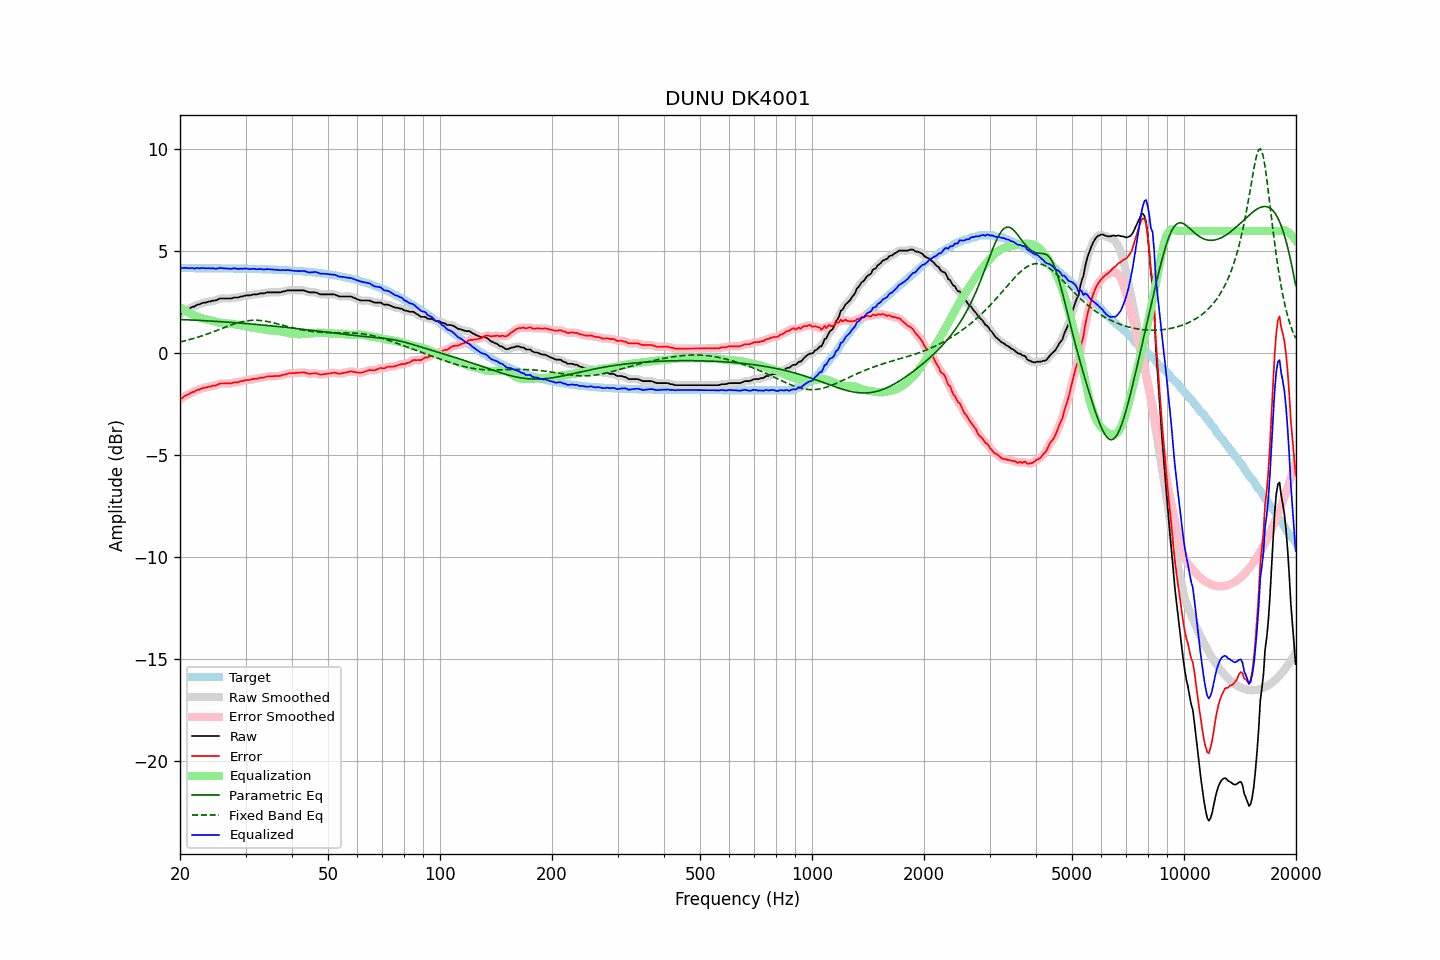 DUNU DK4001
Amplitude (dBr)
10
5
0
−5
−10
−15
−20
Target
Raw Smoothed
Error Smoothed
Raw
Error
Equalization
Parametric Eq
Fixed Band Eq
Equalized
20 50 100 200 500 1000 2000 5000 10000 20000
Frequency (Hz)